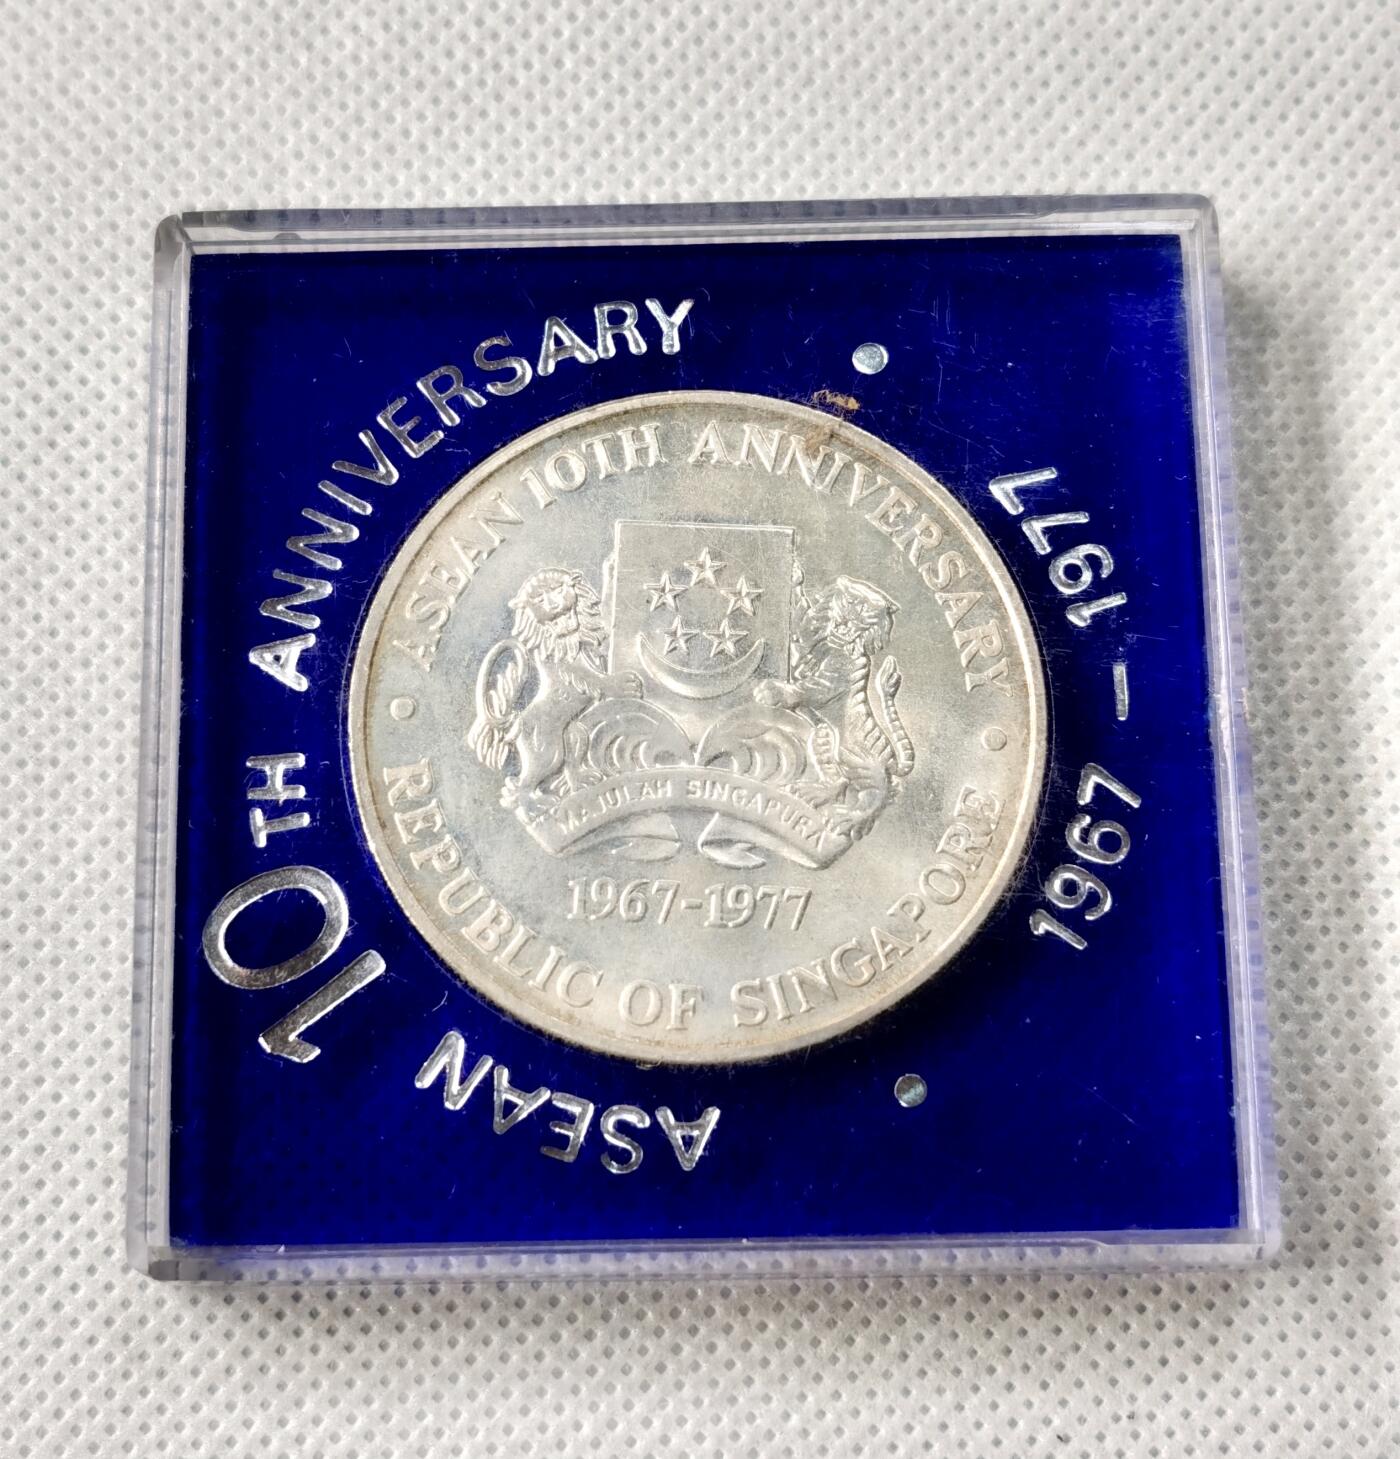 ASEAN 10TH ANNIVERSARY
1967 - 1977
• ASEAN 10TH ANNIVERSARY •
MAJULAH SINGAPURA
1967-1977
REPUBLIC OF SINGAPORE